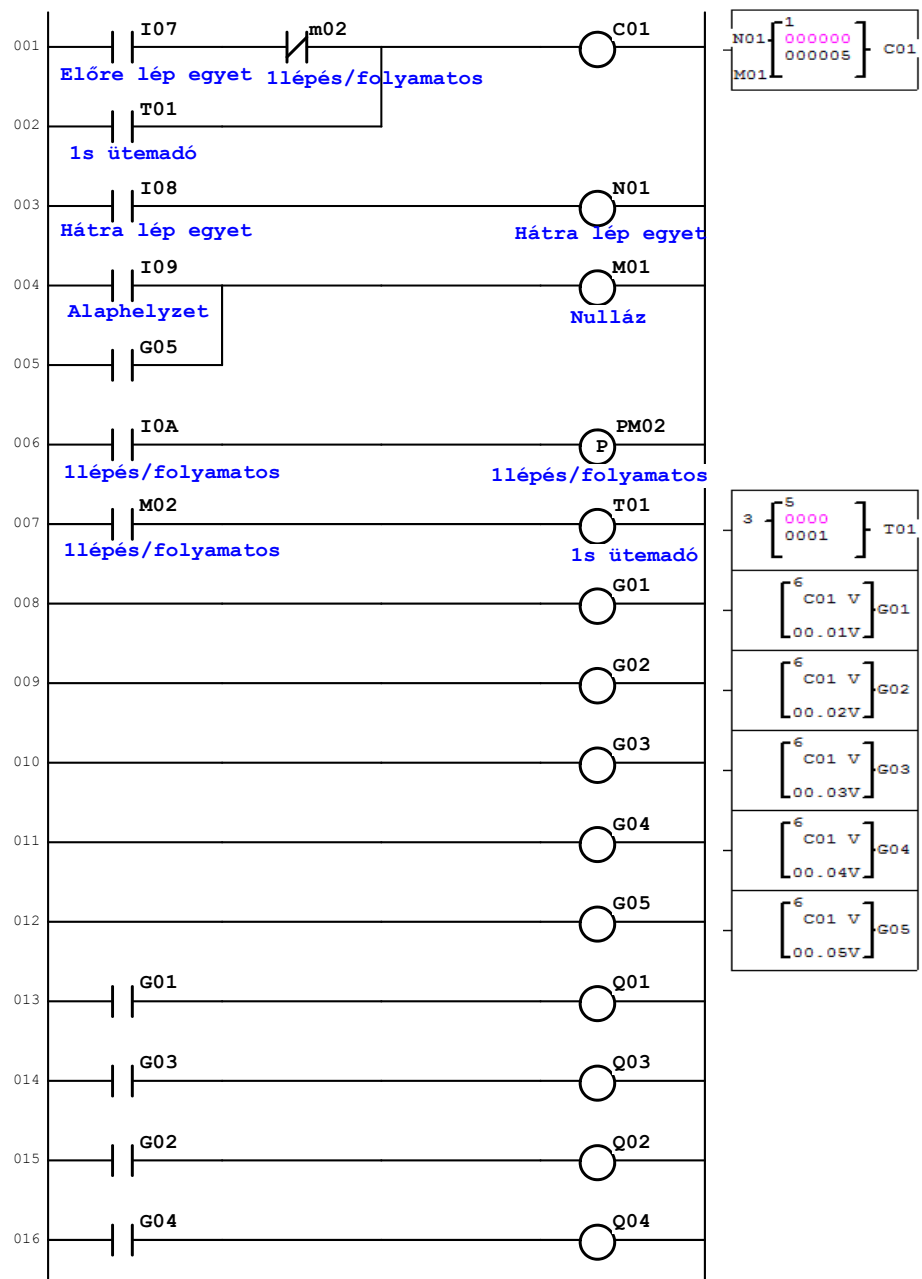 I07 m02 C01
001
Előre lép egyet 1lépés/folyamatos
T01
002
1s ütemadó
I08 N01
003
Hátra lép egyet Hátra lép egyet
I09 M01
004
Alaphelyzet Nulláz
G05
005
I0A PM02
006 P
1lépés/folyamatos 1lépés/folyamatos
M02 T01
007
1lépés/folyamatos 1s ütemadó
G01
008
G02
009
G03
010
G04
011
G05
012
G01 Q01
013
G03 Q03
014
G02 Q02
015
G04 Q04
016
1
N01 000000 C01
000005
M01
5
3 0000 T01
0001
6
C01 V G01
00.01V
6
C01 V G02
00.02V
6
C01 V G03
00.03V
6
C01 V G04
00.04V
6
C01 V G05
00.05V